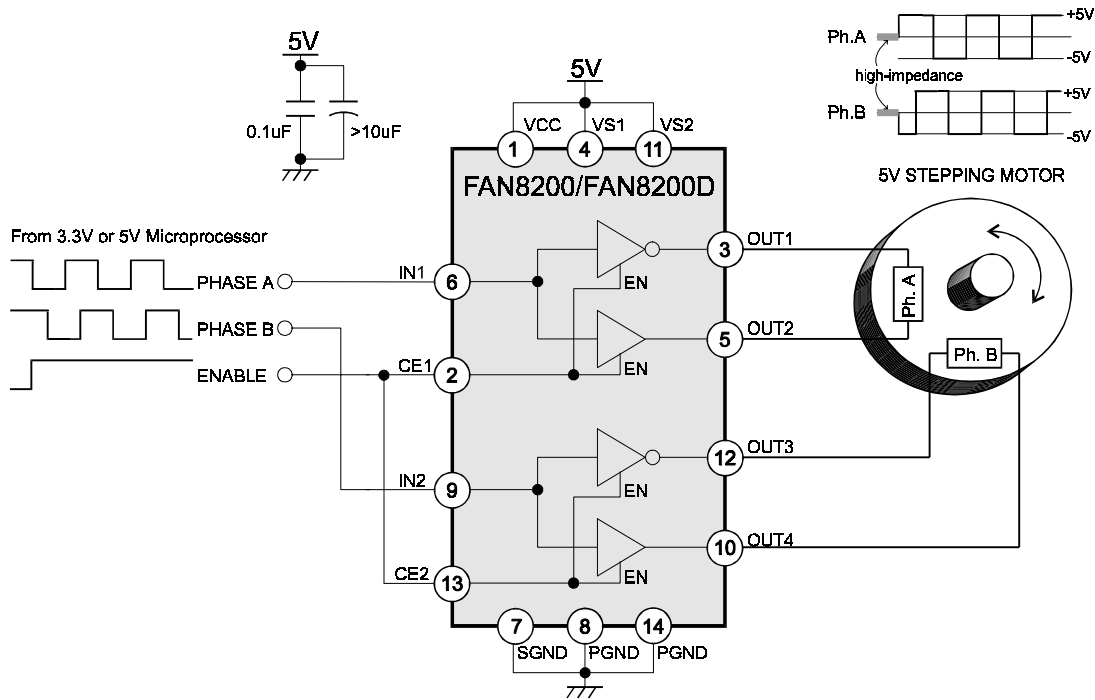 5V
0.1uF
>10uF
5V
VCC
VS1
VS2
1
4
11
FAN8200/FAN8200D
Ph.A
+5V
-5V
high-impedance
Ph.B
+5V
-5V
5V STEPPING MOTOR
From 3.3V or 5V Microprocessor
PHASE A
IN1
6
EN
3
OUT1
Ph. A
PHASE B
5
OUT2
Ph. B
ENABLE
CE1
2
EN
12
OUT3
IN2
9
EN
10
OUT4
CE2
13
EN
7
8
14
SGND
PGND
PGND